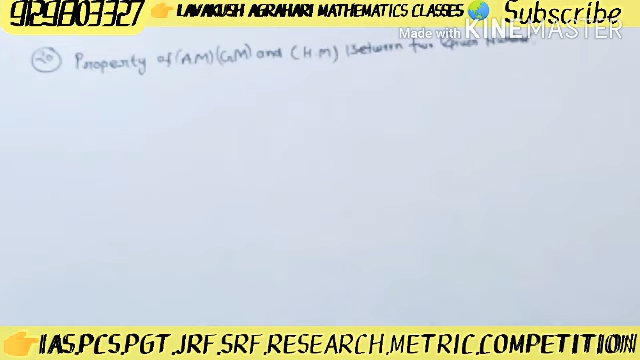 9129803327 👉 LAVAKUSH AGRAHARI MATHEMATICS CLASSES 🌏 Subscribe
Made with KINEMASTER
20 Property of (A.M) (G.M) and (H.M) Between two given
👉 IAS.PCS.PGT.JRF.SRF.RESEARCH.METRIC.COMPETITION